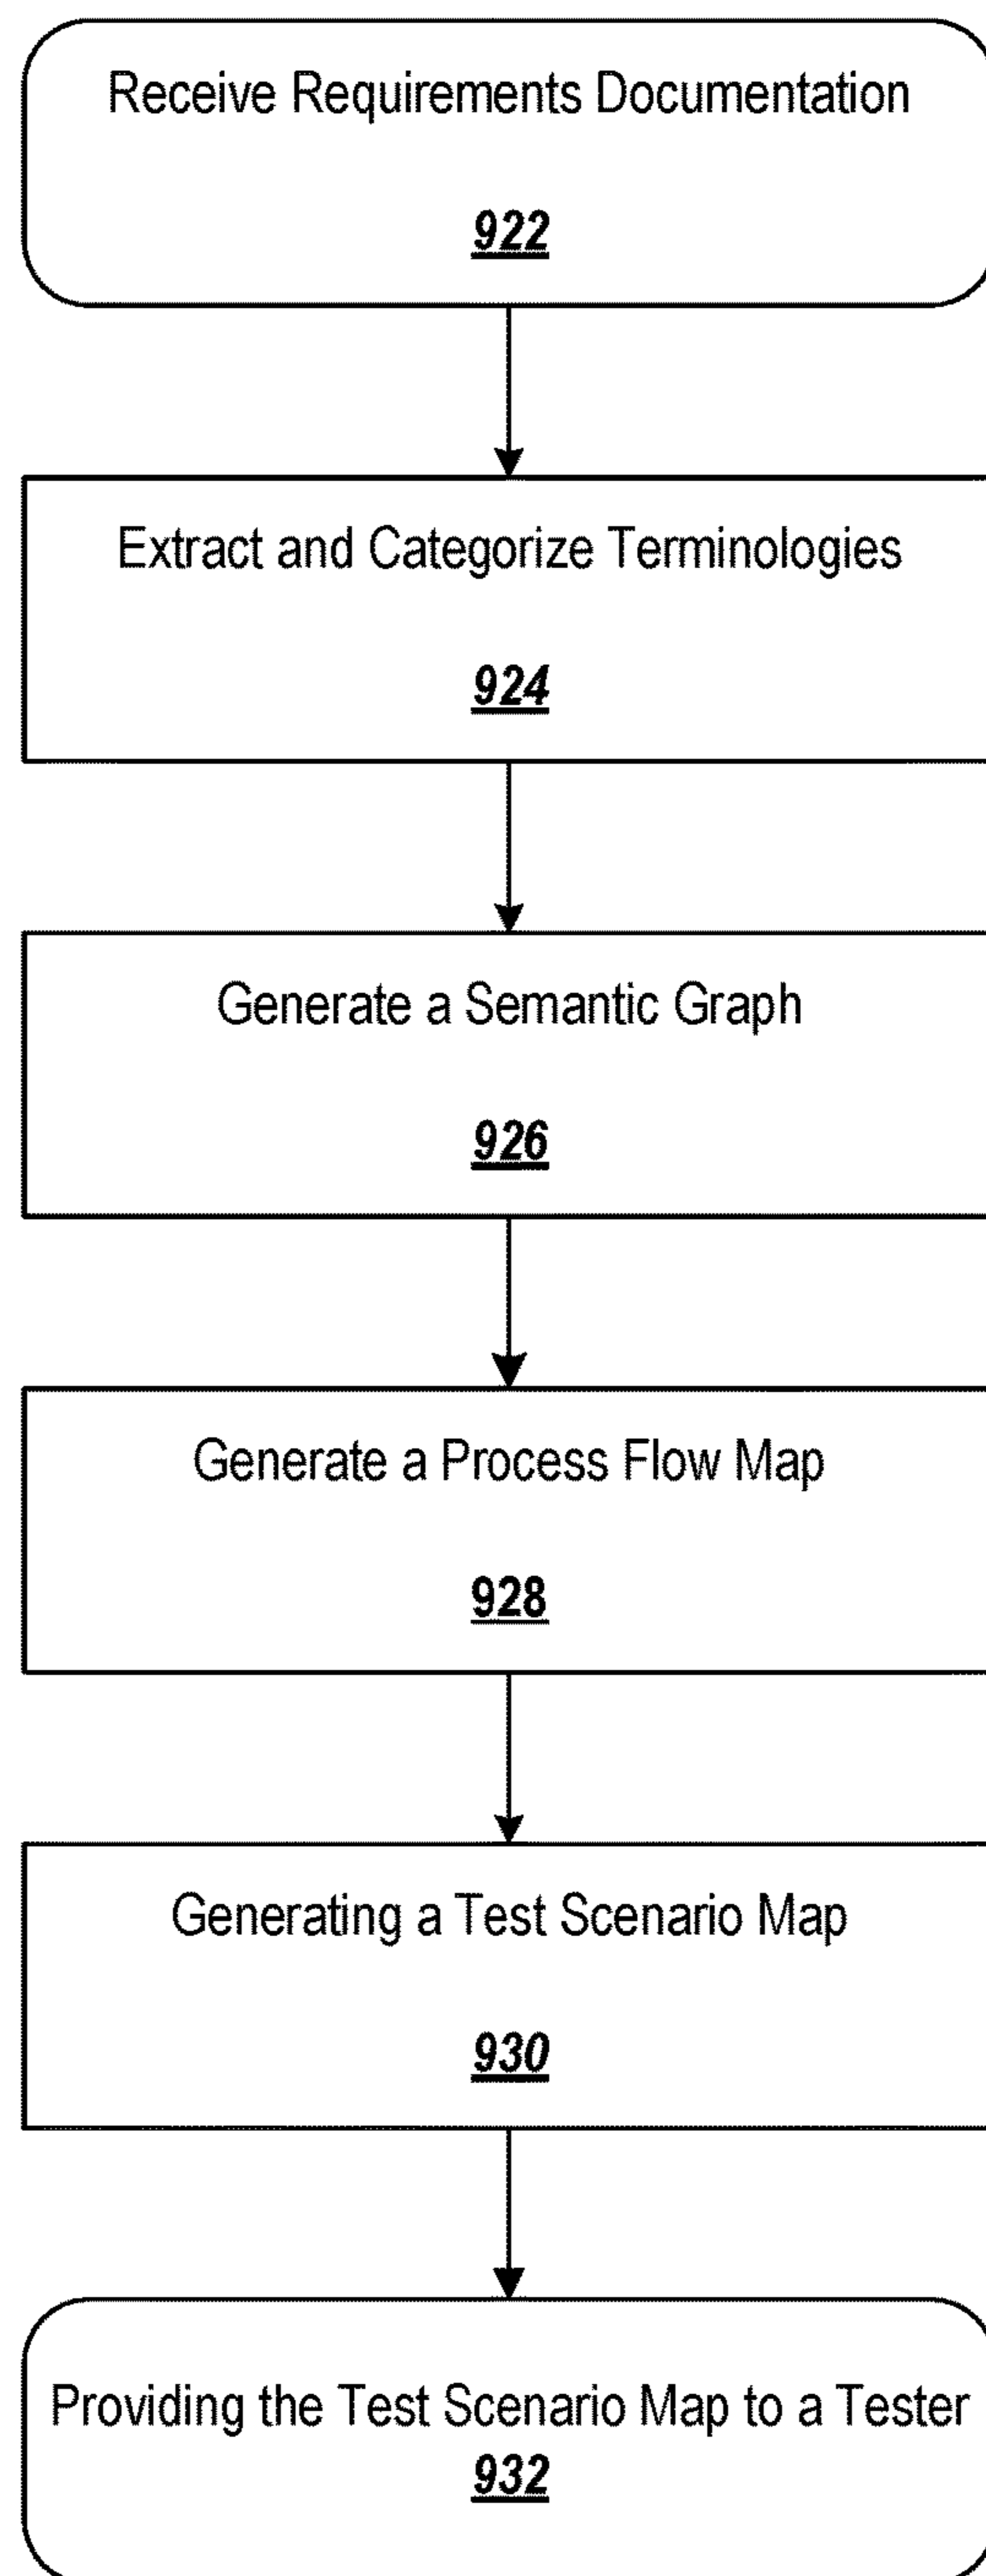 Receive Requirements Documentation
922
Extract and Categorize Terminologies
924
Generate a Semantic Graph
926
Generate a Process Flow Map
928
Generating a Test Scenario Map
930
Providing the Test Scenario Map to a Tester
932